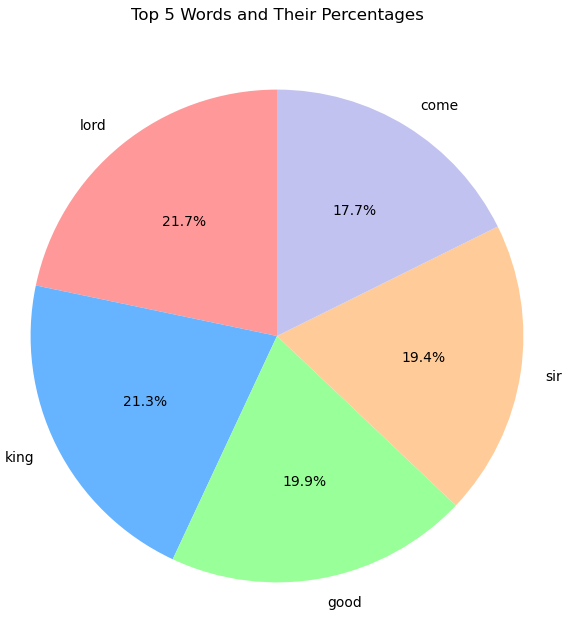 Top 5 Words and Their Percentages
come
lord
17.7%
21.7%
19.4%
sir
21.3%
king
19.9%
good